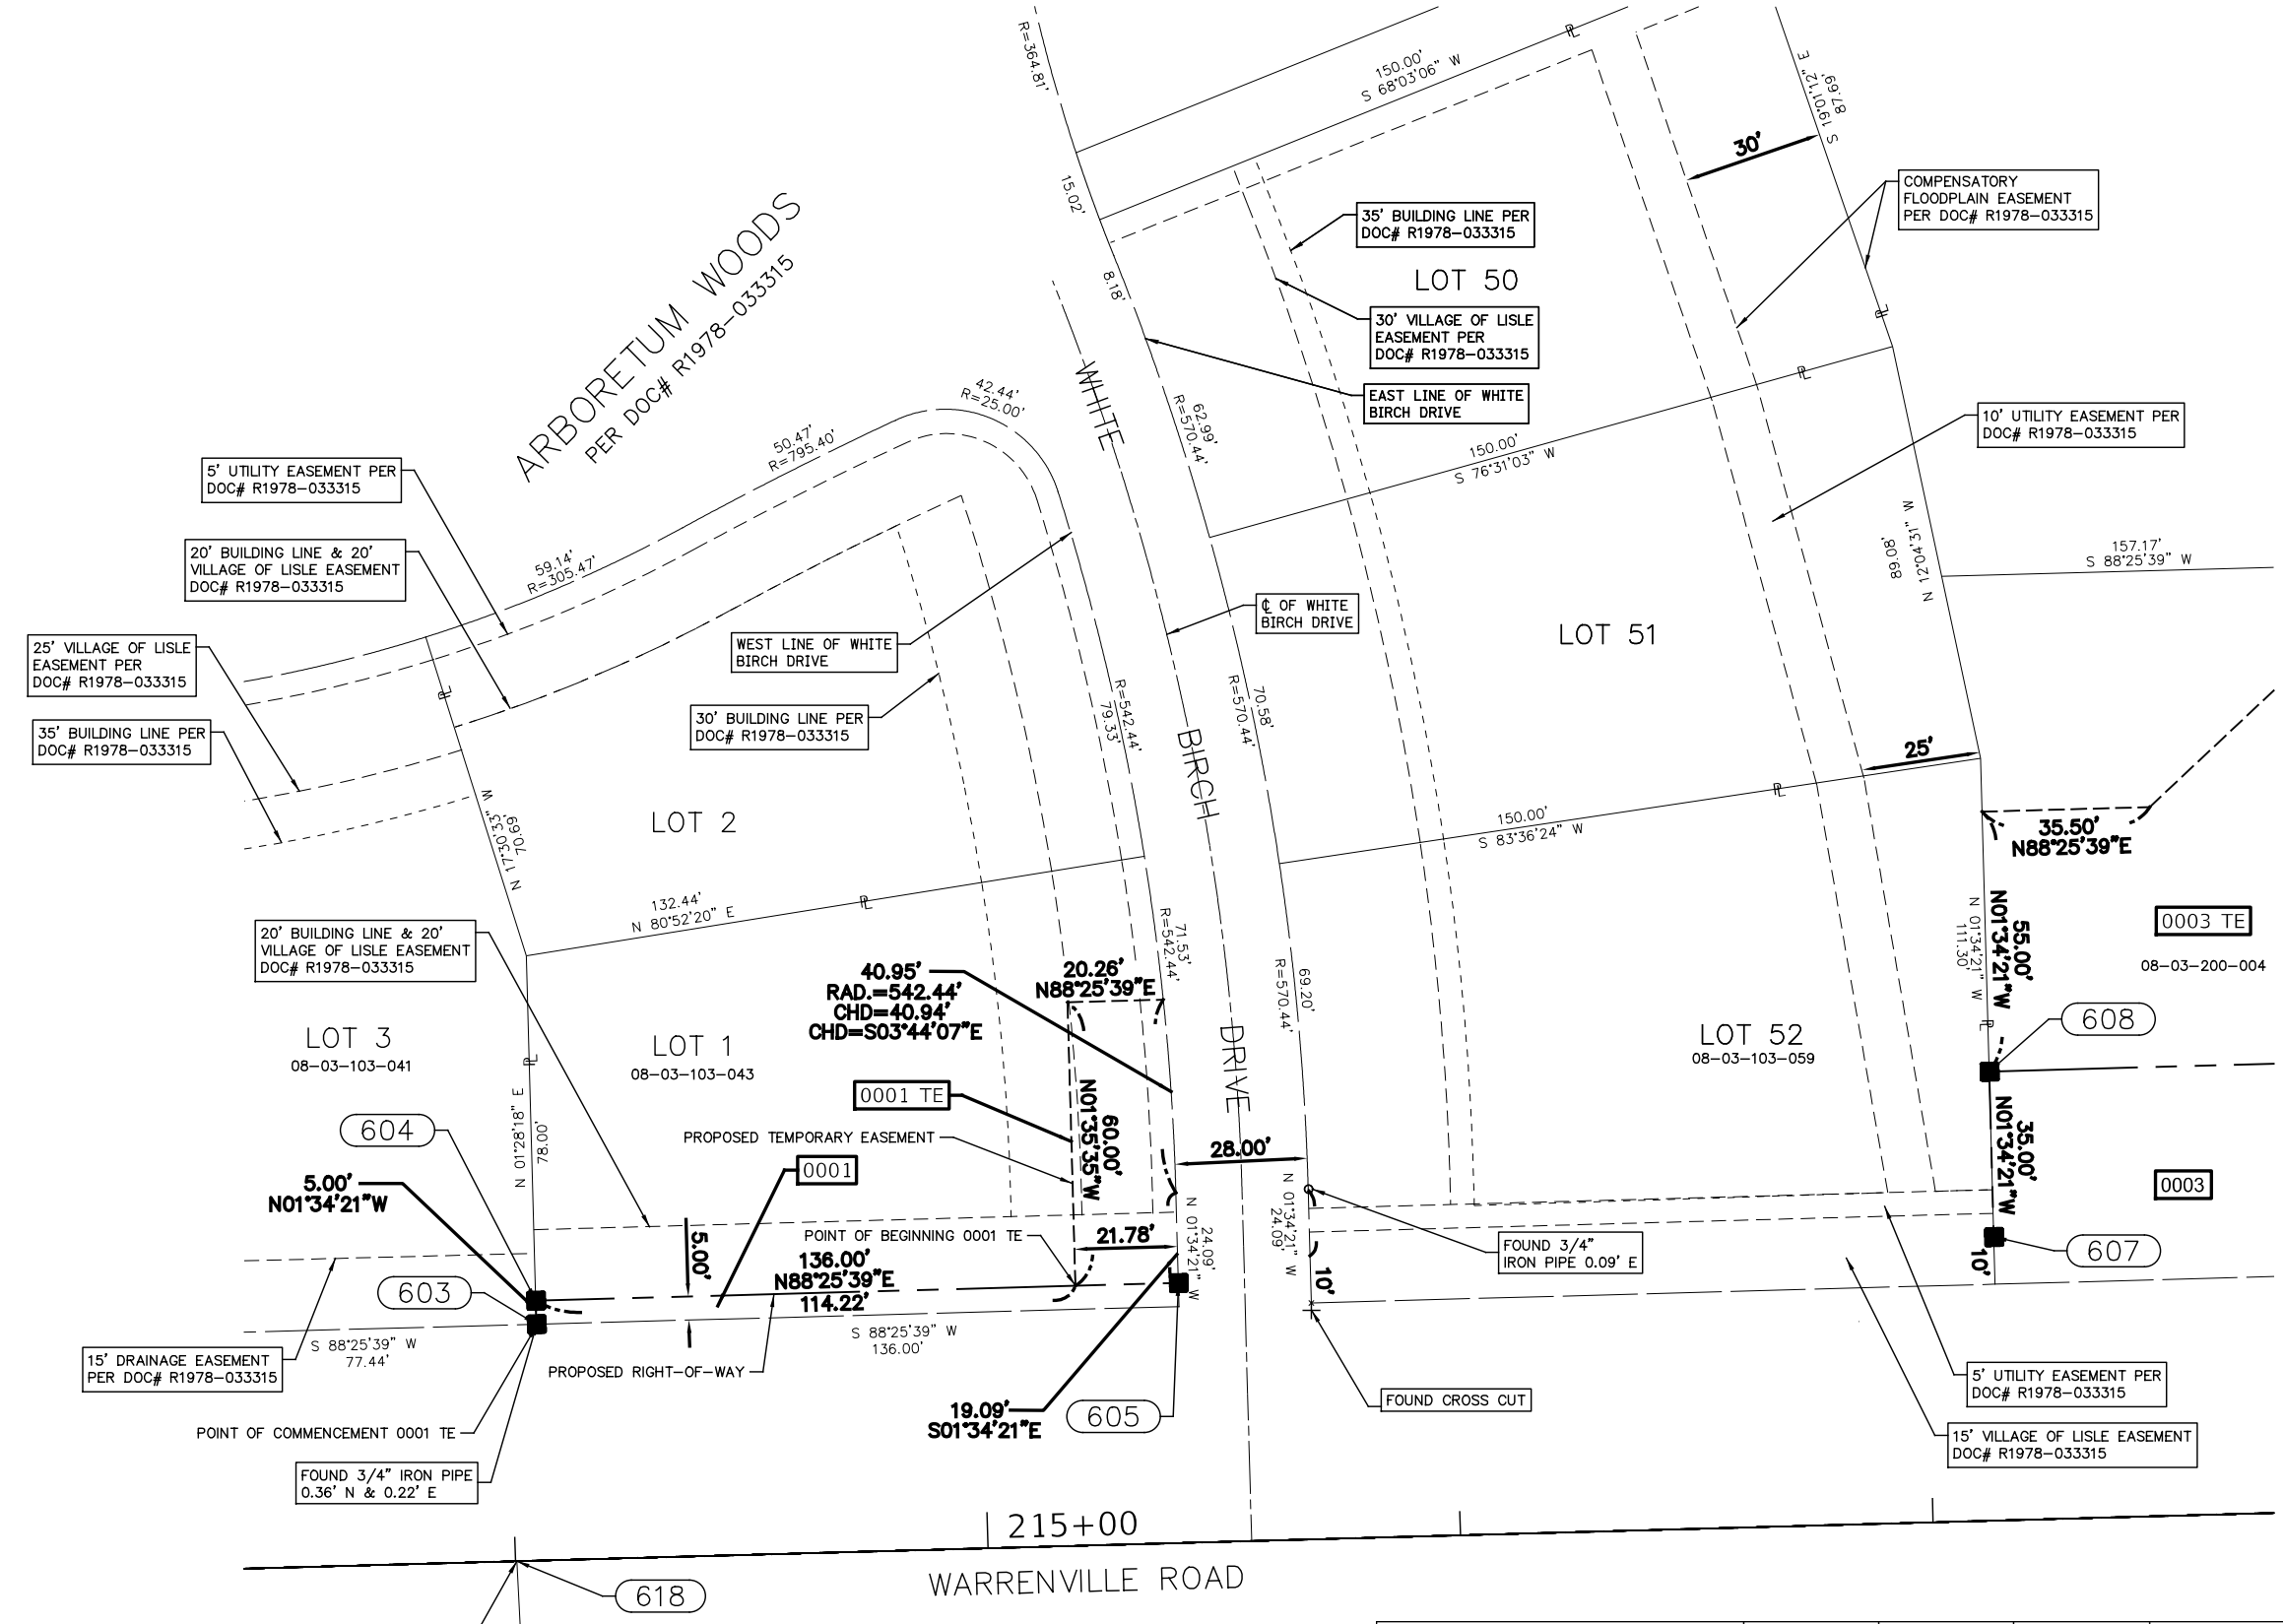 R=364.81'
150.00'
S 68°03'06" W
℄
S 19°01'12" E
87.69'
30'
COMPENSATORY
FLOODPLAIN EASEMENT
PER DOC# R1978-033315
15.02'
35' BUILDING LINE PER
DOC# R1978-033315
ARBORETUM WOODS
PER DOC# R1978-033315
8.18'
LOT 50
30' VILLAGE OF LISLE
EASEMENT PER
DOC# R1978-033315
EAST LINE OF WHITE
BIRCH DRIVE
42.44'
R=25.00'
WHITE
62.99'
R=570.44'
10' UTILITY EASEMENT PER
DOC# R1978-033315
50.47'
R=795.40'
150.00'
S 76°31'03" W
5' UTILITY EASEMENT PER
DOC# R1978-033315
N 12°04'31" W
89.08'
157.17'
S 88°25'39" W
20' BUILDING LINE & 20'
VILLAGE OF LISLE EASEMENT
DOC# R1978-033315
59.14'
R=305.47'
℄ OF WHITE
BIRCH DRIVE
LOT 51
25' VILLAGE OF LISLE
EASEMENT PER
DOC# R1978-033315
WEST LINE OF WHITE
BIRCH DRIVE
R=542.44'
79.33'
70.58'
R=570.44'
35' BUILDING LINE PER
DOC# R1978-033315
30' BUILDING LINE PER
DOC# R1978-033315
BIRCH
25'
N 17°30'33" W
70.69'
LOT 2
150.00'
S 83°36'24" W
35.50'
N88°25'39"E
132.44'
N 80°52'20" E
20' BUILDING LINE & 20'
VILLAGE OF LISLE EASEMENT
DOC# R1978-033315
71.53'
R=542.44'
55.00'
N01°34'21"W
N 01°34'21" W
111.30'
0003 TE
08-03-200-004
40.95'
RAD.=542.44'
CHD=40.94'
CHD=S03°44'07"E
20.26'
N88°25'39"E
69.20'
R=570.44'
LOT 3
08-03-103-041
LOT 1
08-03-103-043
DRIVE
LOT 52
08-03-103-059
608
0001 TE
60.00'
N01°35'35"W
604
N 01°28'18" E
78.00'
PROPOSED TEMPORARY EASEMENT
28.00'
35.00'
N01°34'21"W
5.00'
N01°34'21"W
0001
0003
24.09'
N 01°34'21" W
N 01°34'21" W
24.09'
5.00'
POINT OF BEGINNING 0001 TE
21.78'
FOUND 3/4"
IRON PIPE 0.09' E
607
10'
10'
603
136.00'
N88°25'39"E
114.22'
S 88°25'39" W
77.44'
S 88°25'39" W
136.00'
15' DRAINAGE EASEMENT
PER DOC# R1978-033315
PROPOSED RIGHT-OF-WAY
5' UTILITY EASEMENT PER
DOC# R1978-033315
FOUND CROSS CUT
19.09'
S01°34'21"E
605
POINT OF COMMENCEMENT 0001 TE
15' VILLAGE OF LISLE EASEMENT
DOC# R1978-033315
FOUND 3/4" IRON PIPE
0.36' N & 0.22' E
215+00
WARRENVILLE ROAD
618